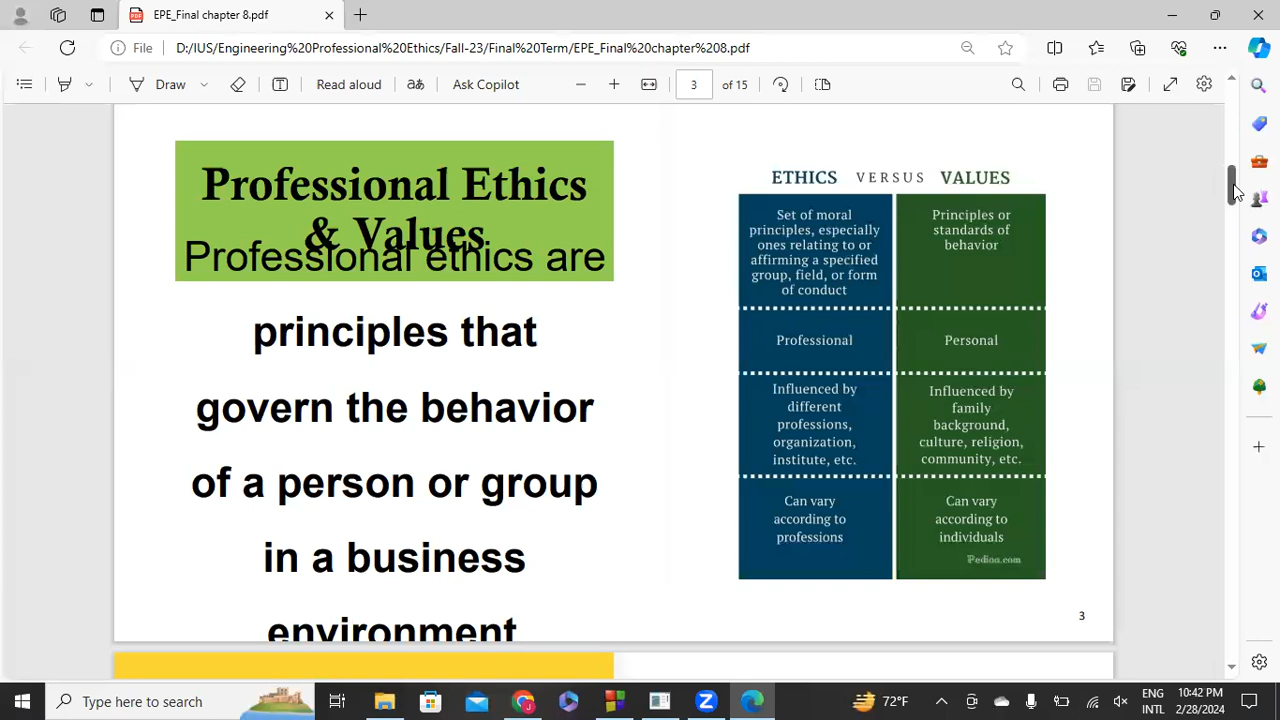 EPE_Final chapter 8.pdf
File
D:/IUS/Engineering%20Professional%20Ethics/Fall-23/Final%20Term/EPE_Final%20chapter%208.pdf
Draw
Read aloud
aあ
Ask Copilot
3
of 15
Professional Ethics
& Values
Professional ethics are
principles that
govern the behavior
of a person or group
in a business
environment
ETHICS VERSUS VALUES
Set of moral
principles, especially
ones relating to or
affirming a specified
group, field, or form
of conduct
Principles or
standards of
behavior
Professional
Personal
Influenced by
different
professions,
organization,
institute, etc.
Influenced by
family
background,
culture, religion,
community, etc.
Can vary
according to
professions
Can vary
according to
individuals
Pediaa.com
3
Type here to search
72°F
ENG
INTL
10:42 PM
2/28/2024